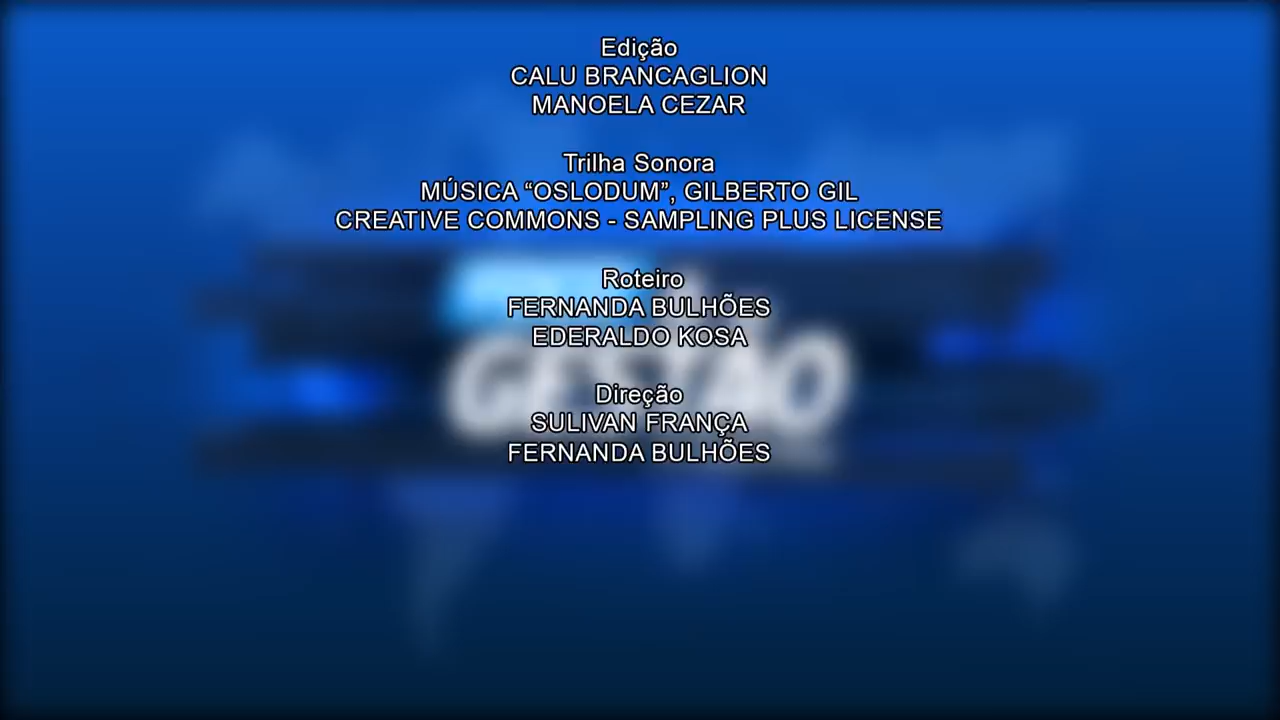 Edição
CALU BRANCAGLION
MANOELA CEZAR
Trilha Sonora
MÚSICA “OSLODUM”, GILBERTO GIL
CREATIVE COMMONS - SAMPLING PLUS LICENSE
Roteiro
FERNANDA BULHÕES
EDERALDO KOSA
Direção
SULIVAN FRANÇA
FERNANDA BULHÕES
GESTÃO